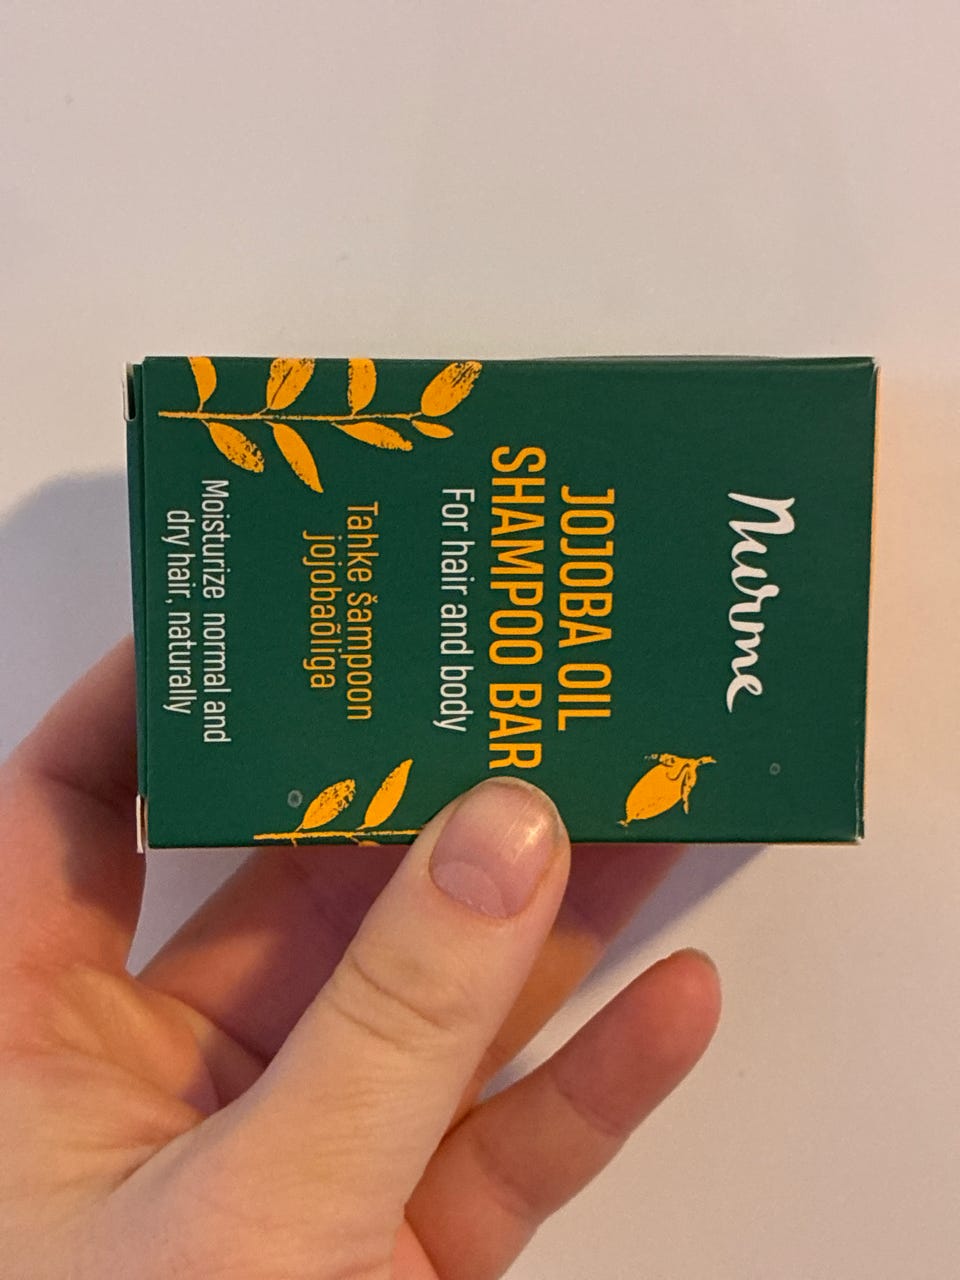 Nurme
JOJOBA OIL
SHAMPOO BAR
For hair and body
Tahke šampoon
jojobaõliga
Moisturize normal and
dry hair, naturally